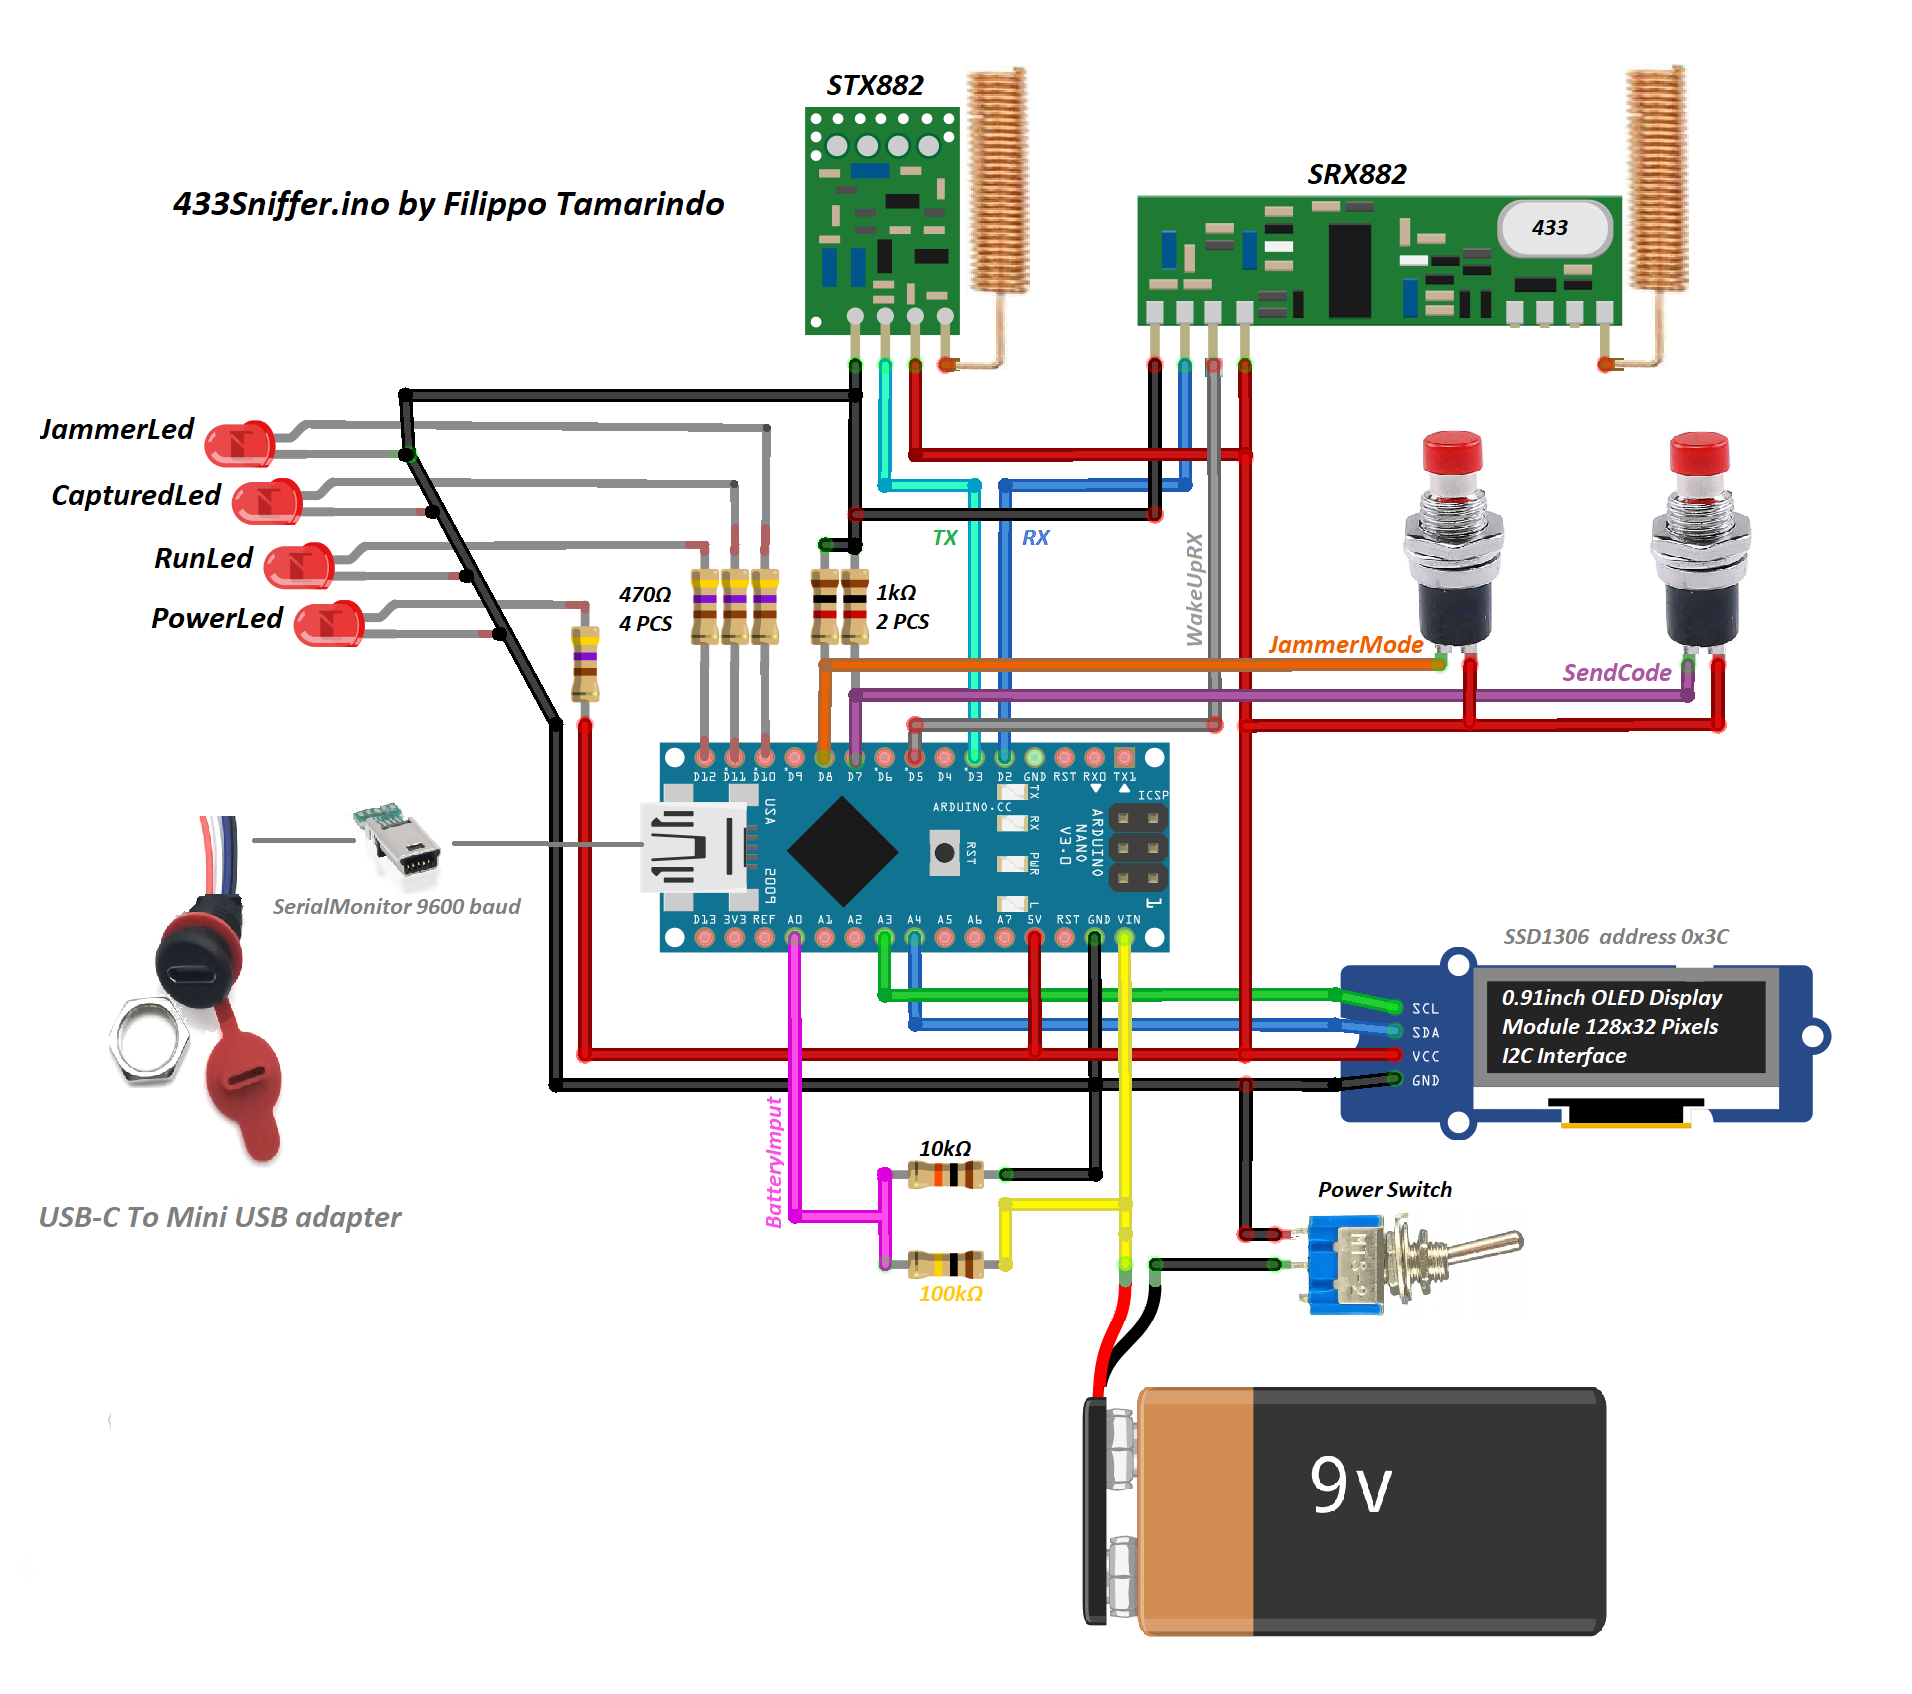 STX882
433Sniffer.ino by Filippo Tamarindo
SRX882
433
JammerLed
CapturedLed
RunLed
PowerLed
470Ω
4 PCS
1kΩ
2 PCS
TX
RX
WakeUpRX
JammerMode
SendCode
D12 D11 D10 D9 D8 D7 D6 D5 D4 D3 D2 GND RST RX0 TX1
ARDUINO.CC
TX
RX
PWR
L
RST
ICSP
1
ARDUINO
NANO
V3.0
USA
2009
D13 3V3 REF A0 A1 A2 A3 A4 A5 A6 A7 5V RST GND VIN
SerialMonitor 9600 baud
USB-C To Mini USB adapter
SSD1306 address 0x3C
0.91inch OLED Display
Module 128x32 Pixels
I2C Interface
SCL
SDA
VCC
GND
BatteryImput
10kΩ
100kΩ
Power Switch
MTS-2
9v